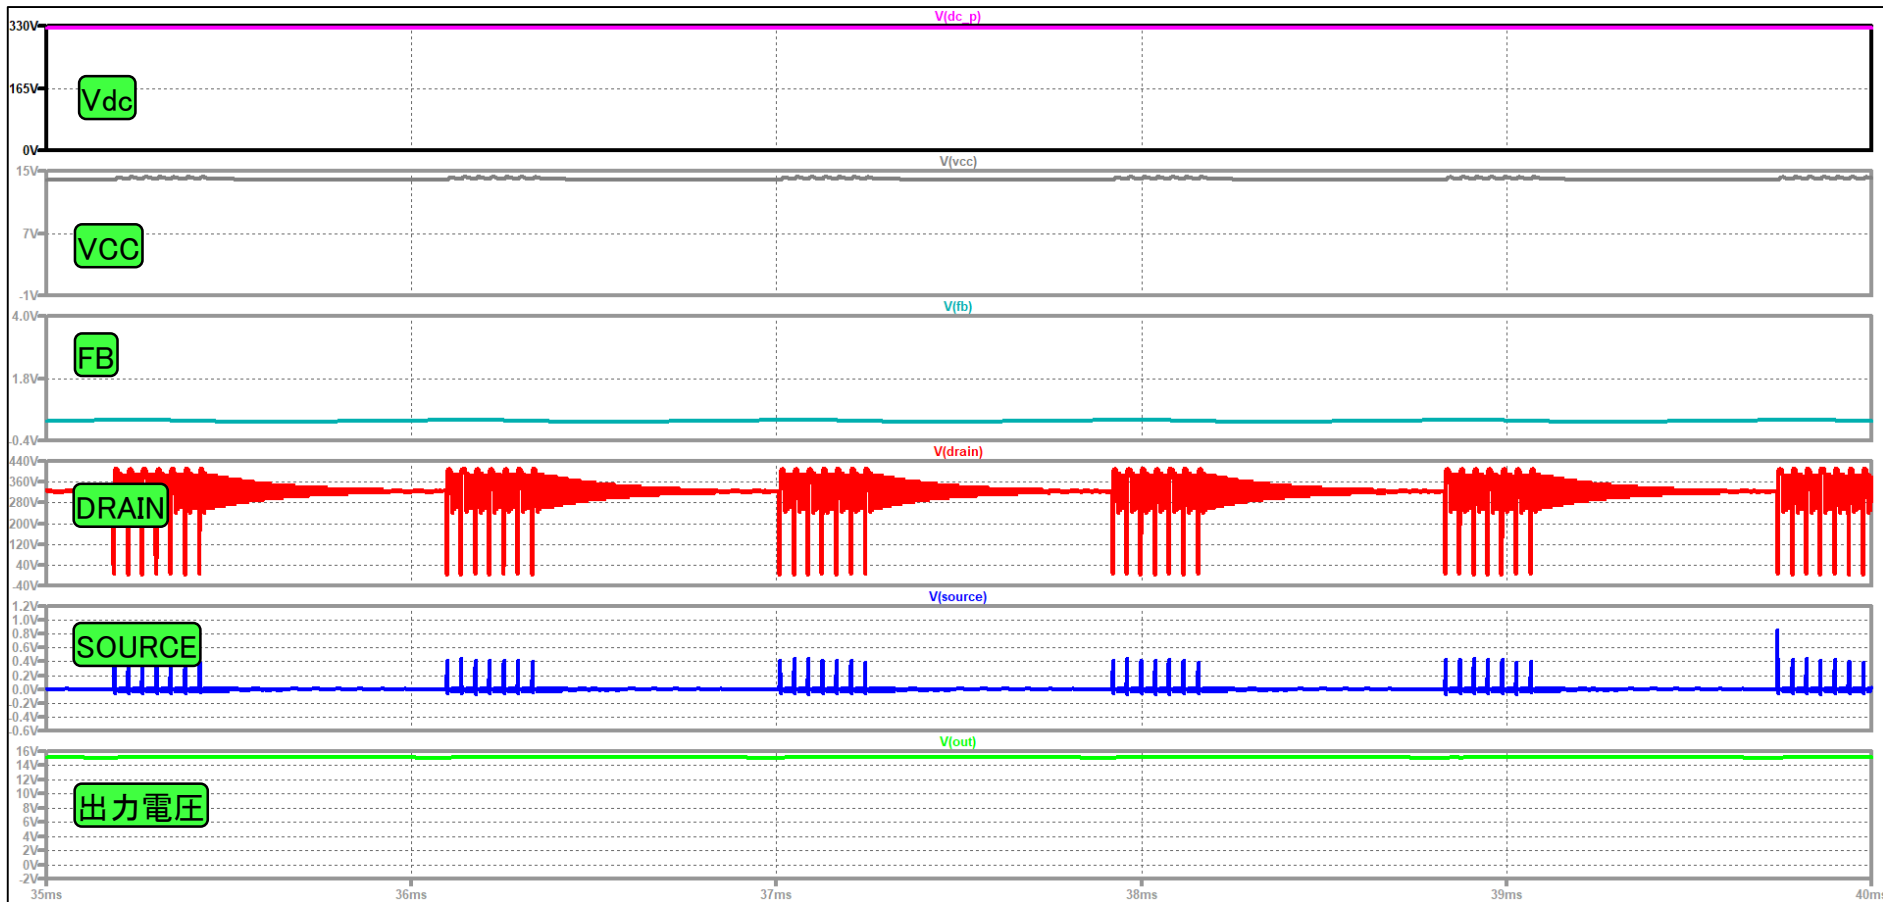 V(dc_p)
330V
165V
0V
Vdc
V(vcc)
15V
7V
-1V
VCC
V(fb)
4.0V
1.8V
-0.4V
FB
V(drain)
440V
360V
280V
200V
120V
40V
-40V
DRAIN
V(source)
1.2V
1.0V
0.8V
0.6V
0.4V
0.2V
0.0V
-0.2V
-0.4V
-0.6V
SOURCE
V(out)
16V
14V
12V
10V
8V
6V
4V
2V
0V
-2V
出力電圧
35ms 36ms 37ms 38ms 39ms 40ms